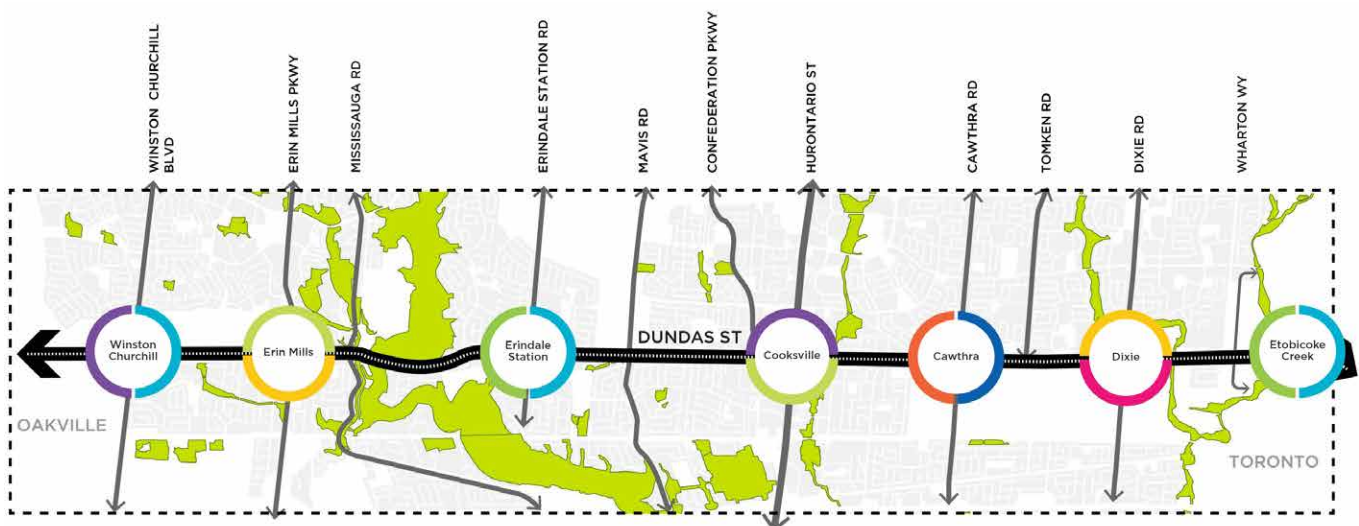 WINSTON CHURCHILL
BLVD
ERIN MILLS PKWY
MISSISSAUGA RD
ERINDALE STATION RD
MAVIS RD
CONFEDERATION PKWY
HURONTARIO ST
CAWTHRA RD
TOMKEN RD
DIXIE RD
WHARTON WY
DUNDAS ST
Winston
Churchill
Erin Mills
Erindale
Station
Cooksville
Cawthra
Dixie
Etobicoke
Creek
OAKVILLE
TORONTO